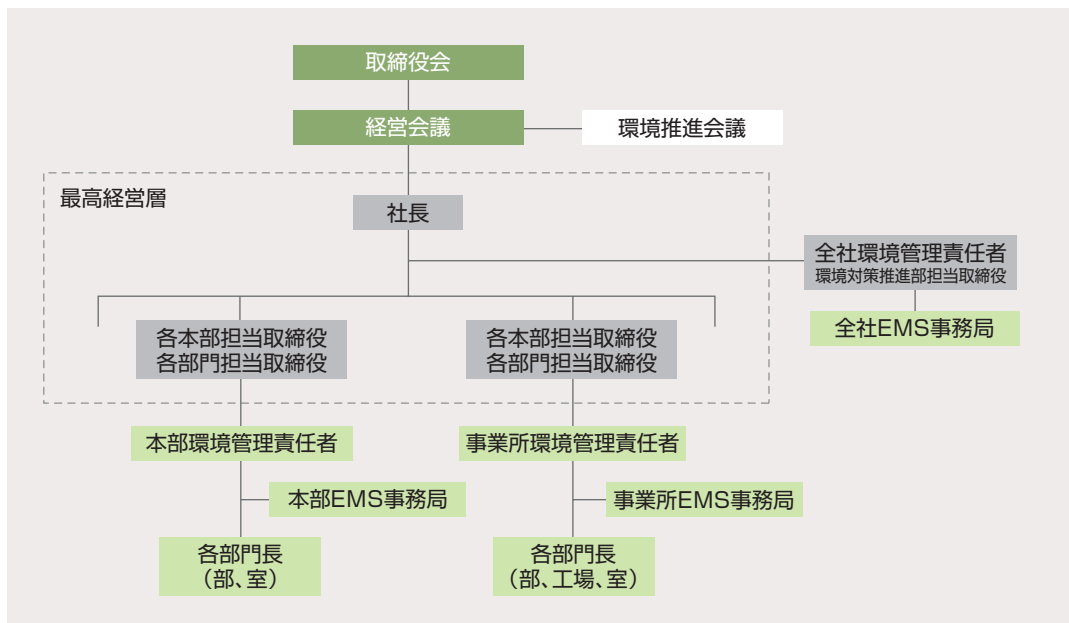 取締役会
経営会議
環境推進会議
最高経営層
社長
全社環境管理責任者
環境対策推進部担当取締役
全社EMS事務局
各本部担当取締役
各部門担当取締役
各本部担当取締役
各部門担当取締役
本部環境管理責任者
事業所環境管理責任者
本部EMS事務局
事業所EMS事務局
各部門長
（部、室）
各部門長
（部、工場、室）